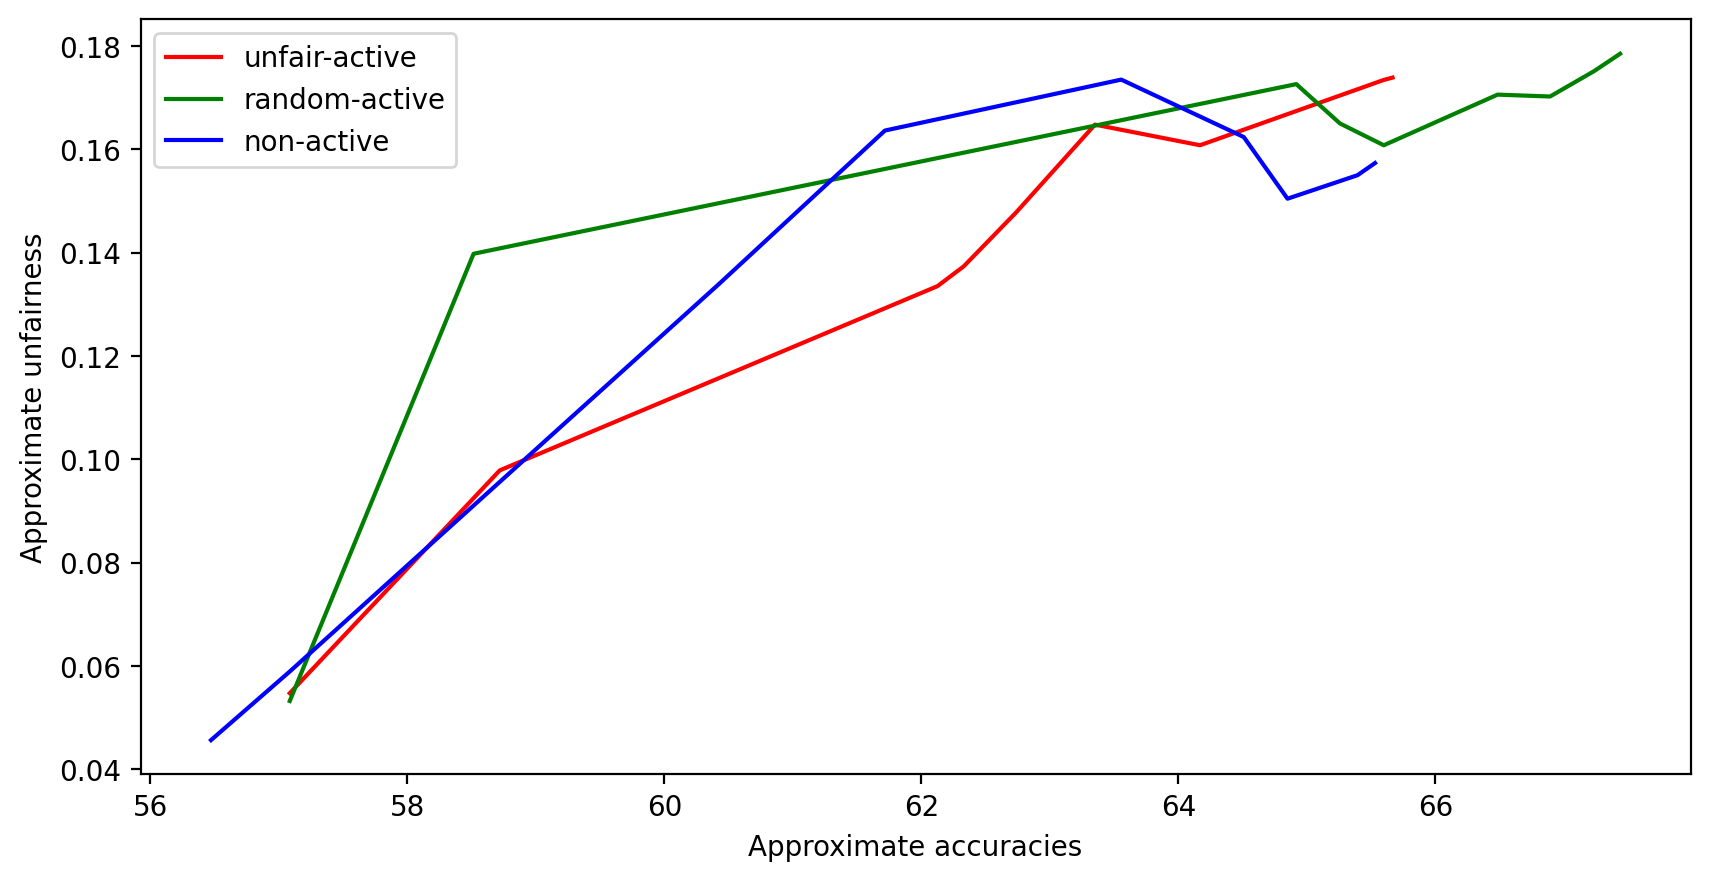 unfair-active
random-active
non-active
0.18
0.16
0.14
0.12
0.10
0.08
0.06
0.04
Approximate unfairness
56 58 60 62 64 66
Approximate accuracies